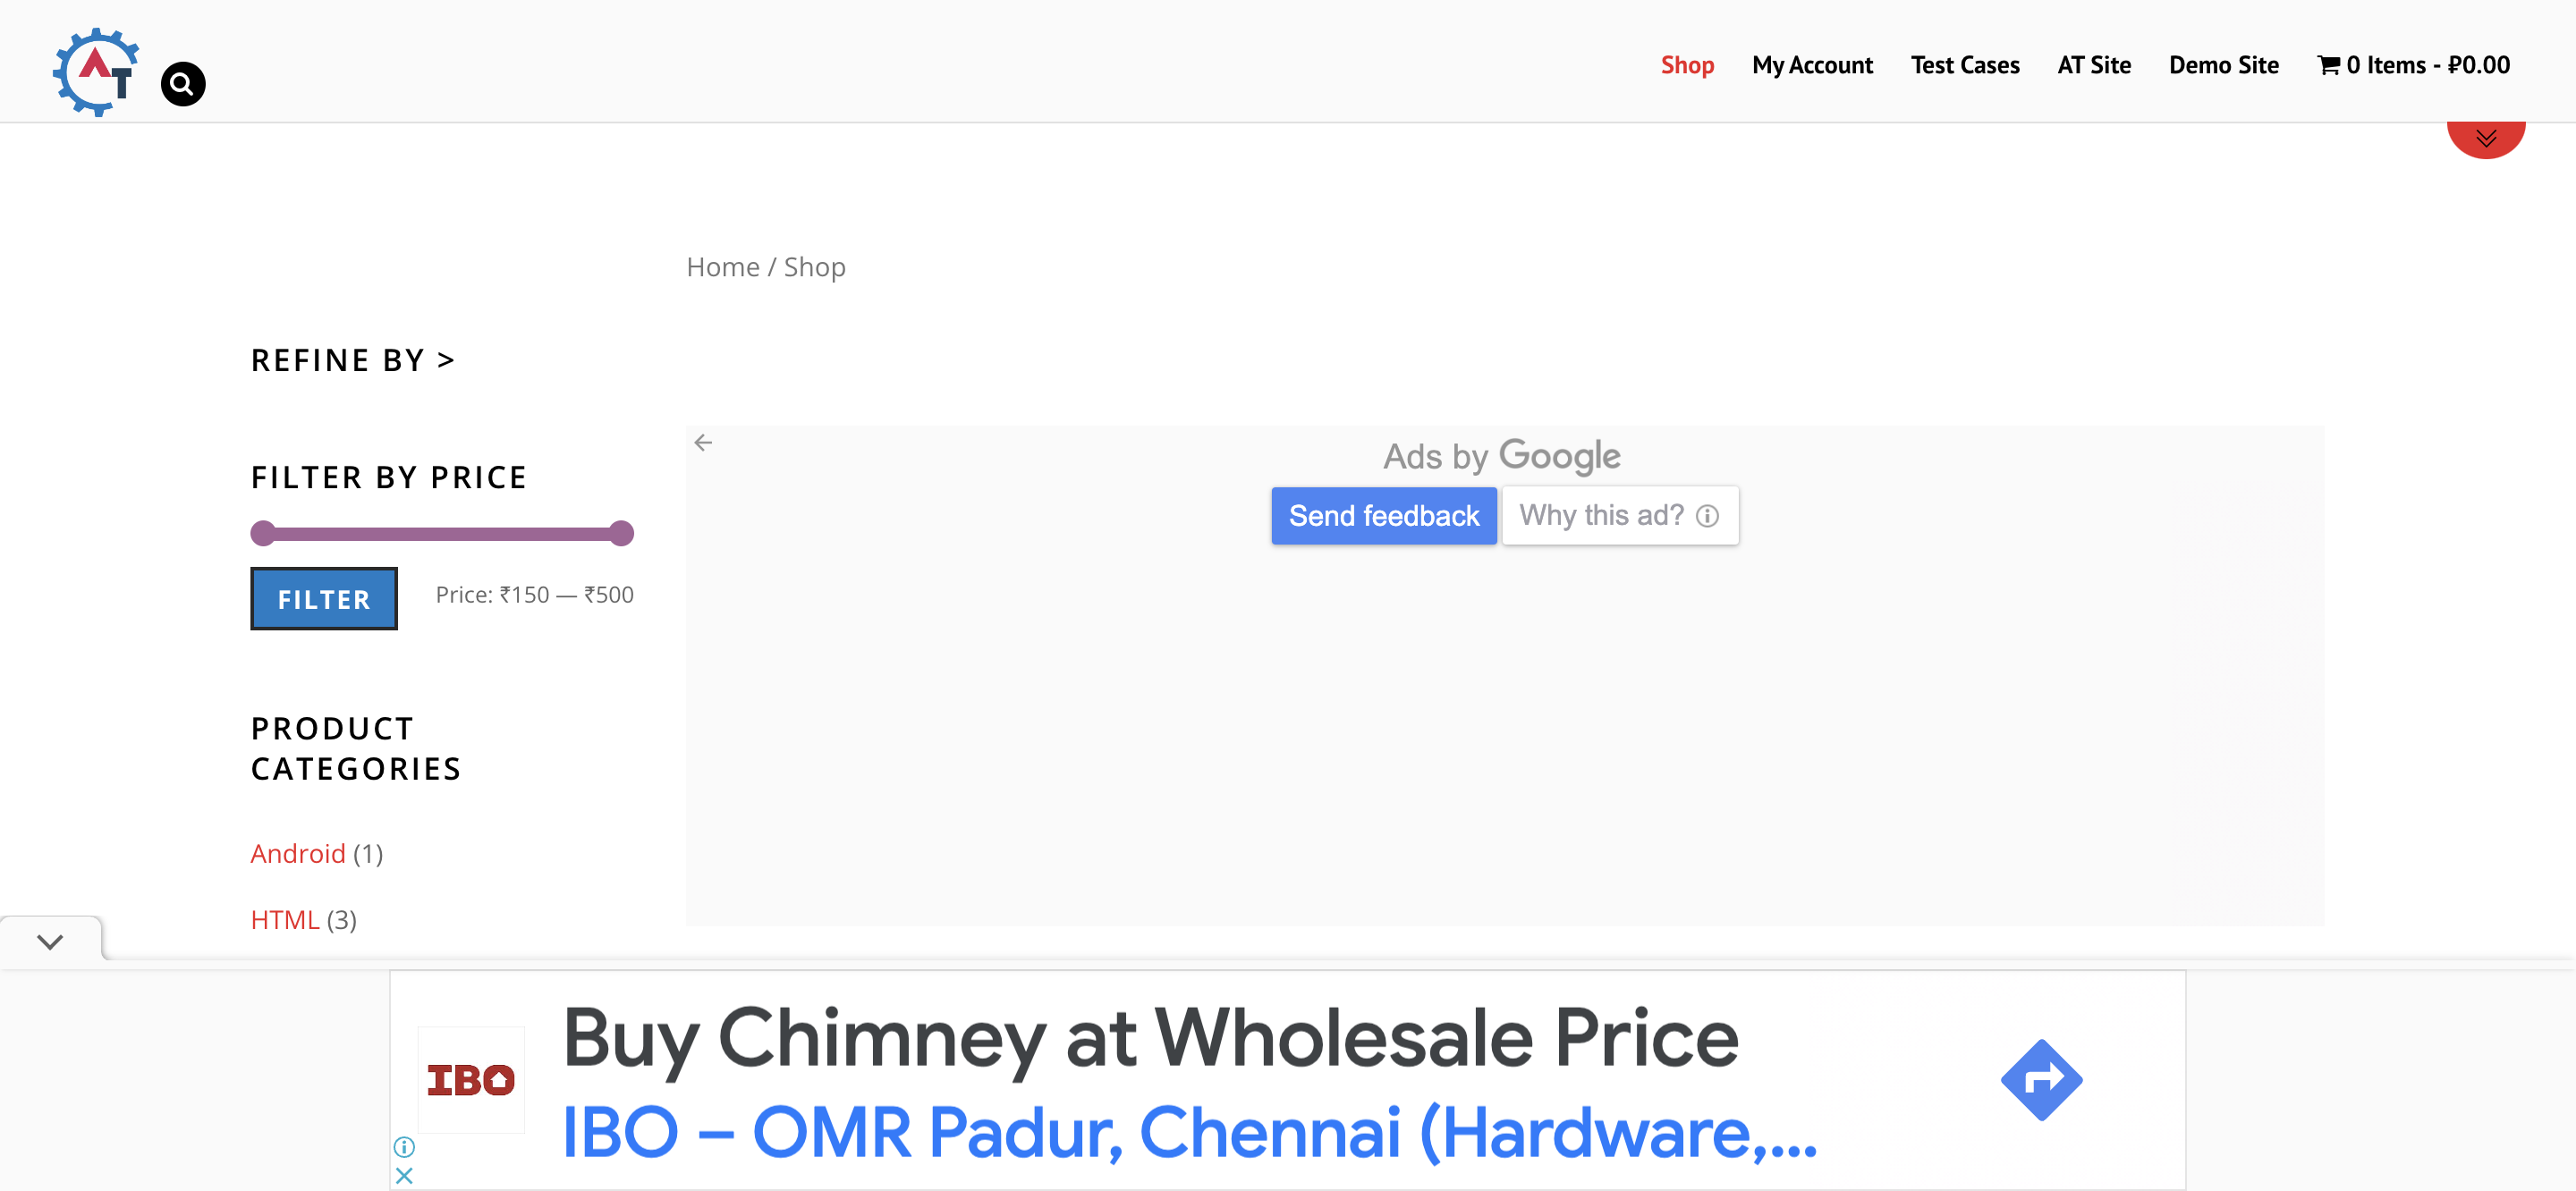 AT
Shop My Account Test Cases AT Site Demo Site 0 Items - ₽0.00
Home / Shop
REFINE BY >
FILTER BY PRICE
FILTER Price: ₹150 — ₹500
PRODUCT
CATEGORIES
Android (1)
HTML (3)
Ads by Google
Send feedback Why this ad?
IBO
Buy Chimney at Wholesale Price
IBO – OMR Padur, Chennai (Hardware,...